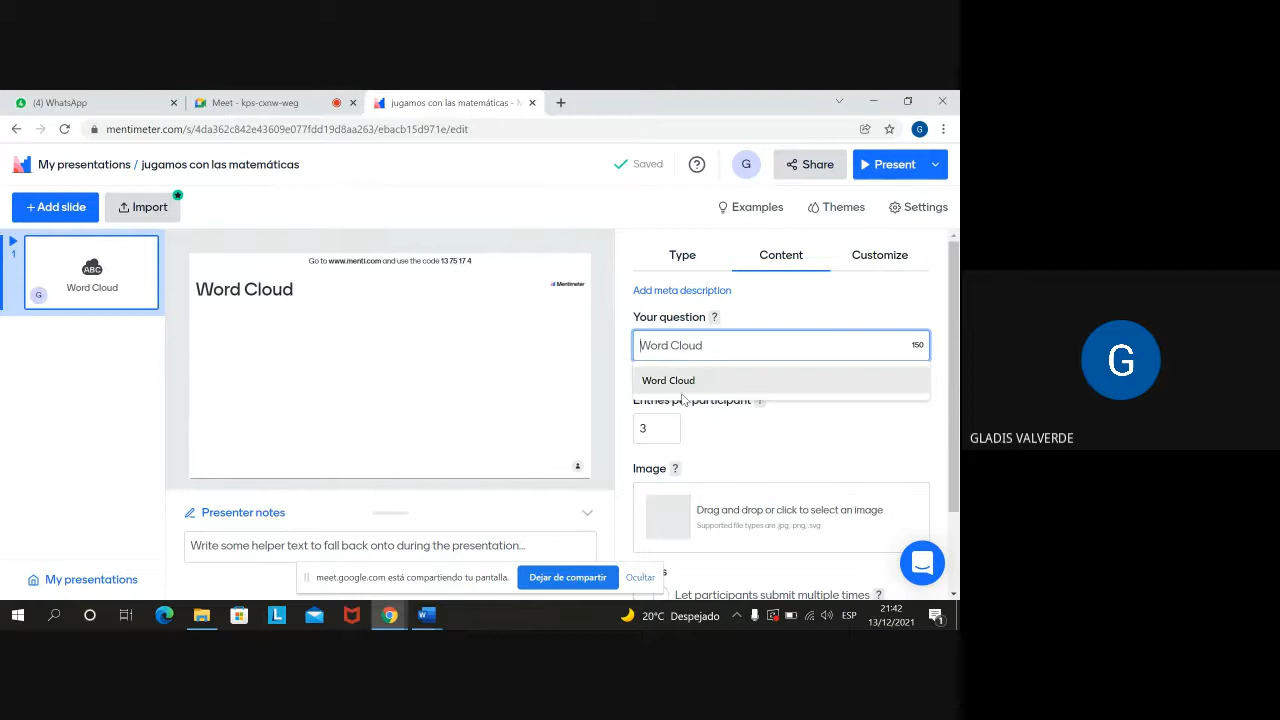 (4) WhatsApp
Meet - kps-cxnw-weg
jugamos con las matemáticas - M
mentimeter.com/s/4da362c842e43609e077fdd19d8aa263/ebacb15d971e/edit
G
My presentations / jugamos con las matemáticas
Saved
?
G
Share
Present
+ Add slide
Import
Examples
Themes
Settings
1
ABC
Word Cloud
G
Go to www.menti.com and use the code 13 75 17 4
Word Cloud
Mentimeter
Type
Content
Customize
Add meta description
Your question ?
Word Cloud
150
Word Cloud
Entries per participant ?
3
Image ?
Drag and drop or click to select an image
Supported file types are .jpg, .png, .svg
Presenter notes
Write some helper text to fall back onto during the presentation...
My presentations
meet.google.com está compartiendo tu pantalla.
Dejar de compartir
Ocultar
Let participants submit multiple times ?
L
20°C Despejado
ESP
21:42
13/12/2021
1
G
GLADIS VALVERDE